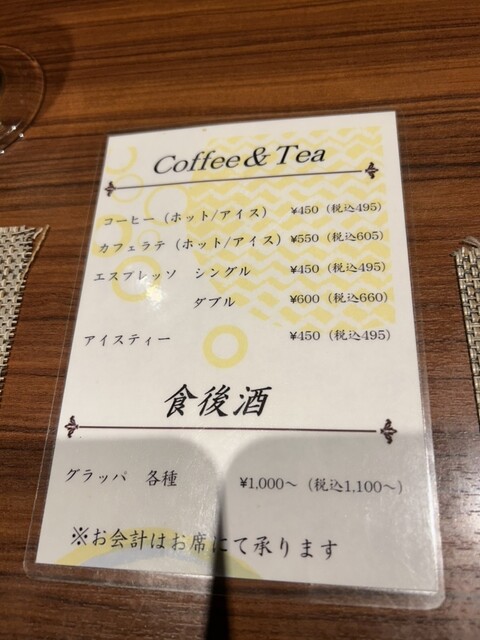 Coffee & Tea
コーヒー（ホット/アイス） ¥450（税込495）
カフェラテ（ホット/アイス） ¥550（税込605）
エスプレッソ シングル ¥450（税込495）
ダブル ¥600（税込660）
アイスティー ¥450（税込495）
食後酒
グラッパ 各種 ¥1,000～（税込1,100～）
※お会計はお席にて承ります